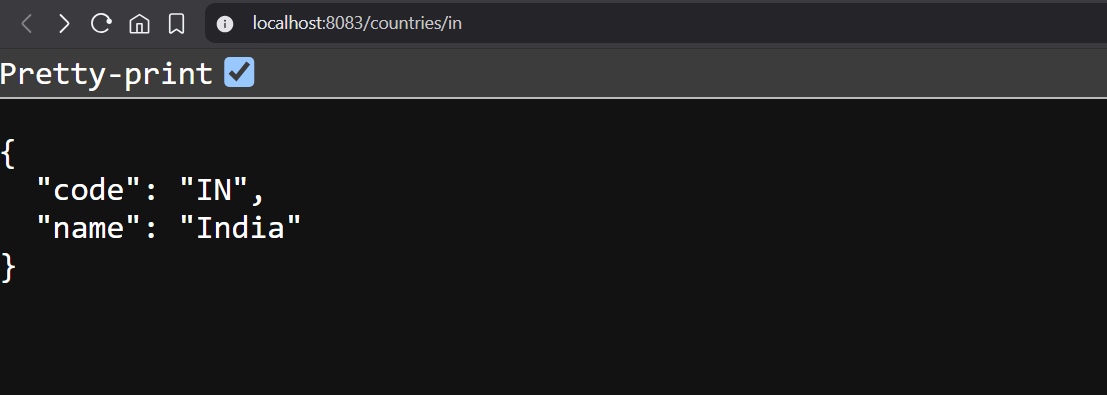 localhost:8083/countries/in
Pretty-print
{
  "code": "IN",
  "name": "India"
}